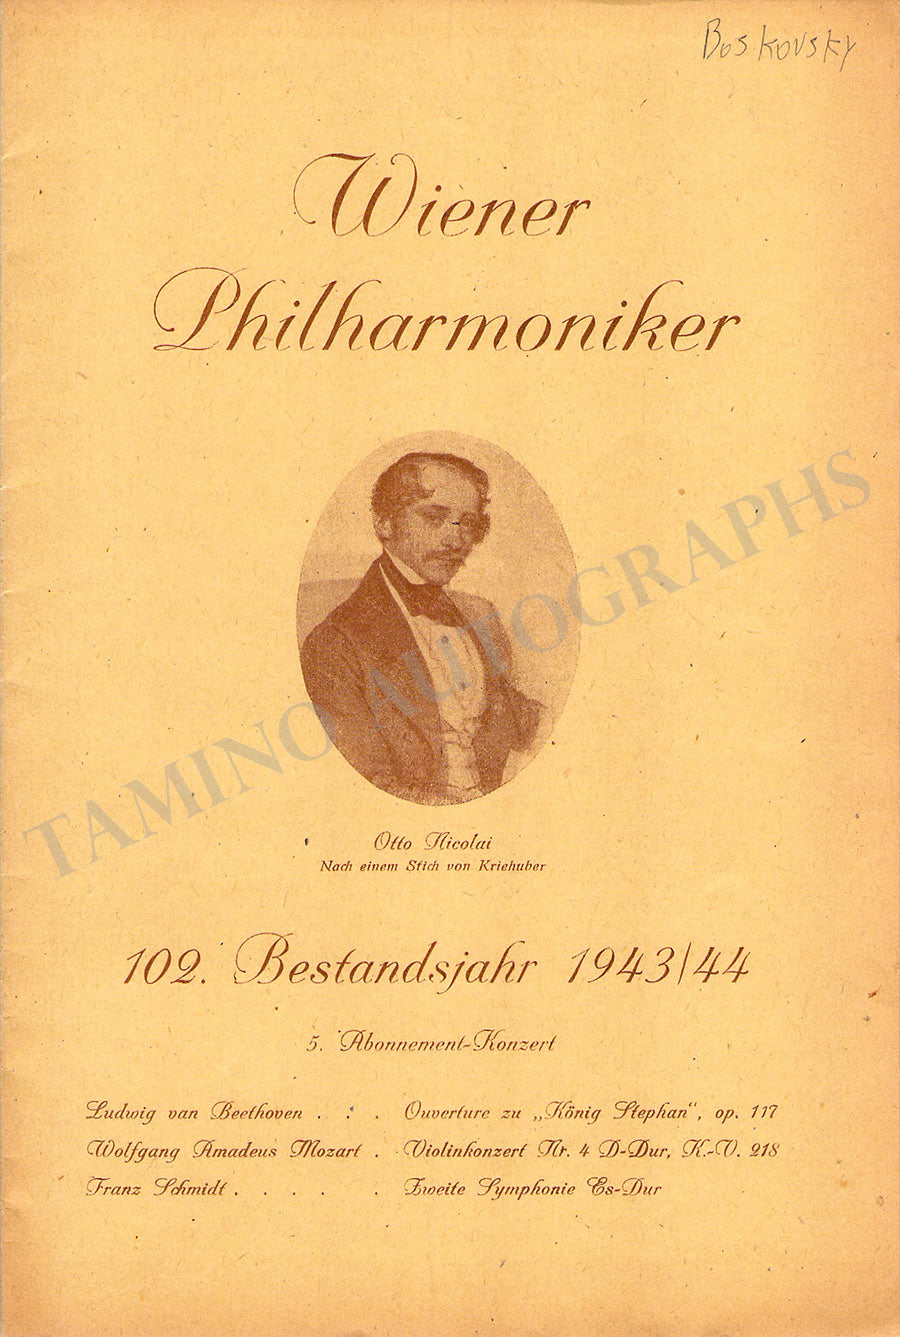 Boskovsky
Wiener
Philharmoniker
TAMINO AUTOGRAPHS
Otto Nicolai
Nach einem Stich von Kriehuber
102. Bestandsjahr 1943/44
5. Abonnement-Konzert
Ludwig van Beethoven . . . Ouverture zu „König Stephan“, op. 117
Wolfgang Amadeus Mozart . Violinkonzert Nr. 4 D-Dur, K.-V. 218
Franz Schmidt . . . . . Zweite Symphonie Es-Dur